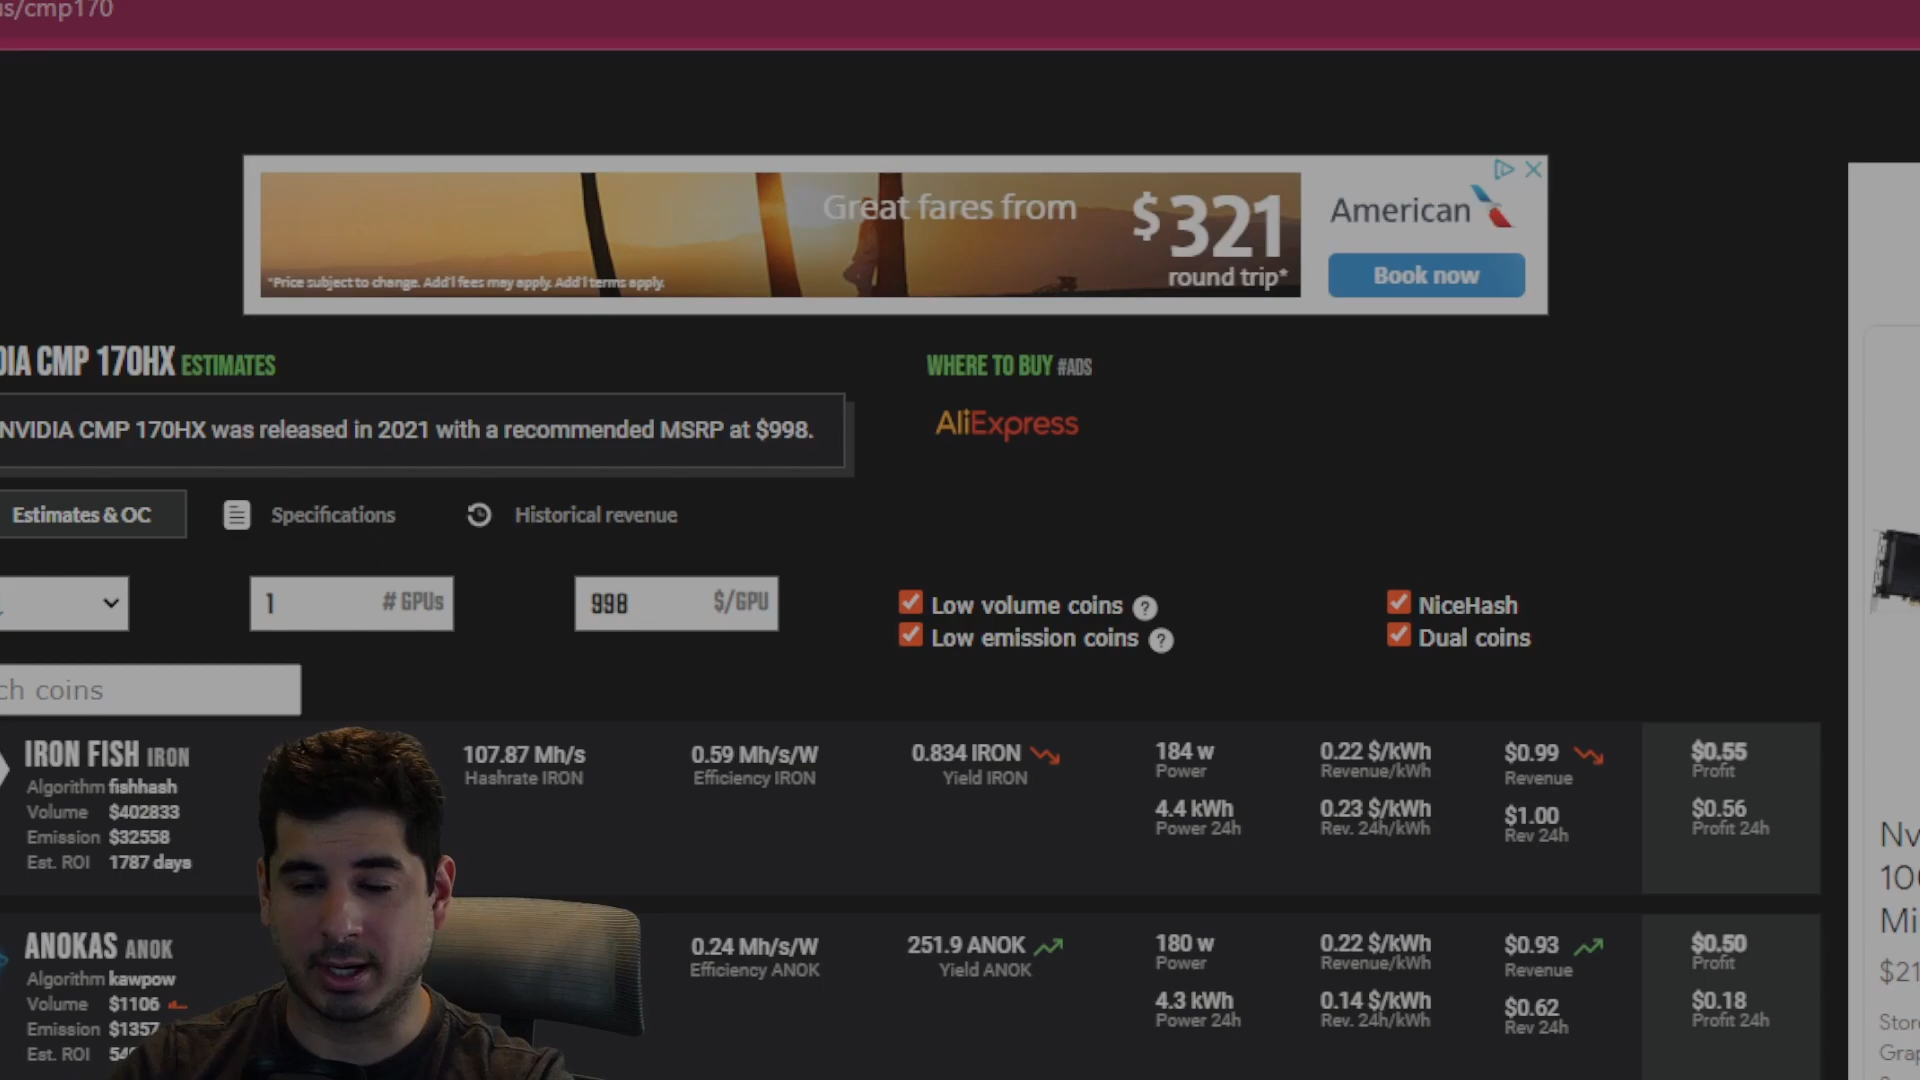 us/cmp170
Great fares from
$321
round trip*
*Price subject to change. Add'l fees may apply. Add'l terms apply.
American
Book now
DIA CMP 170HX ESTIMATES
NVIDIA CMP 170HX was released in 2021 with a recommended MSRP at $998.
WHERE TO BUY #ADS
AliExpress
Estimates & OC
Specifications
Historical revenue
1 # GPUs
998 $/GPU
Low volume coins ?
Low emission coins ?
NiceHash
Dual coins
ch coins
IRON FISH IRON
Algorithm fishhash
Volume $402833
Emission $32558
Est. ROI 1787 days
107.87 Mh/s
Hashrate IRON
0.59 Mh/s/W
Efficiency IRON
0.834 IRON
Yield IRON
184 w
Power
4.4 kWh
Power 24h
0.22 $/kWh
Revenue/kWh
0.23 $/kWh
Rev. 24h/kWh
$0.99
Revenue
$1.00
Rev 24h
$0.55
Profit
$0.56
Profit 24h
ANOKAS ANOK
Algorithm kawpow
Volume $1106
Emission $1357
Est. ROI 54
0.24 Mh/s/W
Efficiency ANOK
251.9 ANOK
Yield ANOK
180 w
Power
4.3 kWh
Power 24h
0.22 $/kWh
Revenue/kWh
0.14 $/kWh
Rev. 24h/kWh
$0.93
Revenue
$0.62
Rev 24h
$0.50
Profit
$0.18
Profit 24h
Nv
10
Mi
$21
Store
Grap